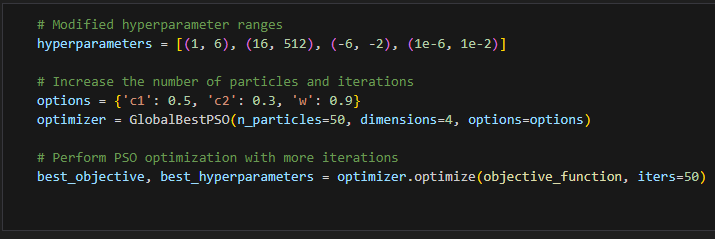 # Modified hyperparameter ranges
hyperparameters = [(1, 6), (16, 512), (-6, -2), (1e-6, 1e-2)]
# Increase the number of particles and iterations
options = {'c1': 0.5, 'c2': 0.3, 'w': 0.9}
optimizer = GlobalBestPSO(n_particles=50, dimensions=4, options=options)
# Perform PSO optimization with more iterations
best_objective, best_hyperparameters = optimizer.optimize(objective_function, iters=50)